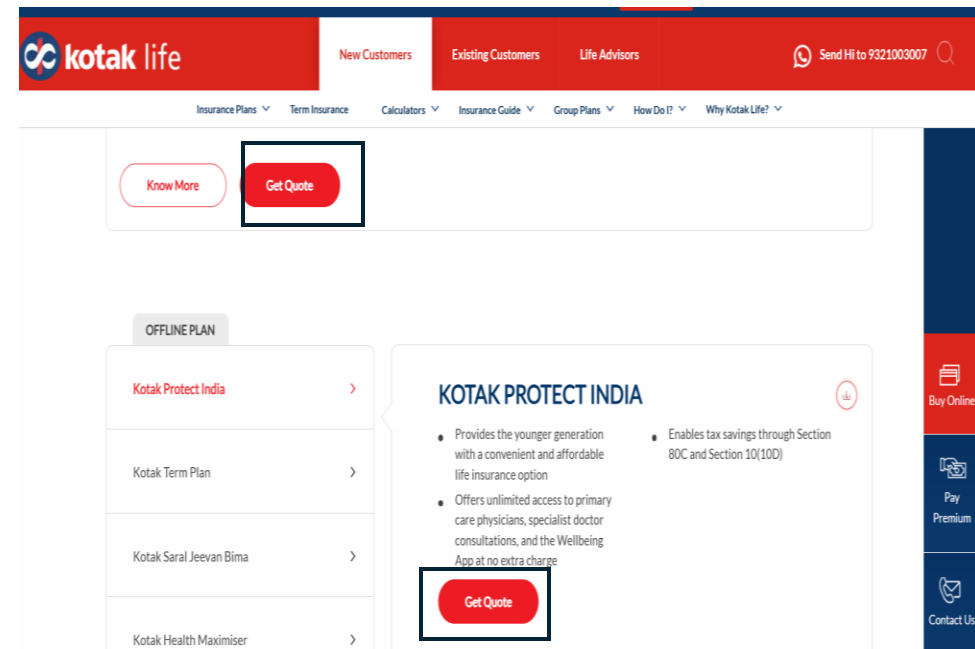 kotak life
New Customers
Existing Customers
Life Advisors
Send Hi to 9321003007
Insurance Plans
Term Insurance
Calculators
Insurance Guide
Group Plans
How Do I?
Why Kotak Life?
Know More
Get Quote
OFFLINE PLAN
Kotak Protect India
Kotak Term Plan
Kotak Saral Jeevan Bima
Kotak Health Maximiser
KOTAK PROTECT INDIA
Provides the younger generation
with a convenient and affordable
life insurance option
Offers unlimited access to primary
care physicians, specialist doctor
consultations, and the Wellbeing
App at no extra charge
Enables tax savings through Section
80C and Section 10(10D)
Get Quote
Buy Online
Pay
Premium
Contact Us